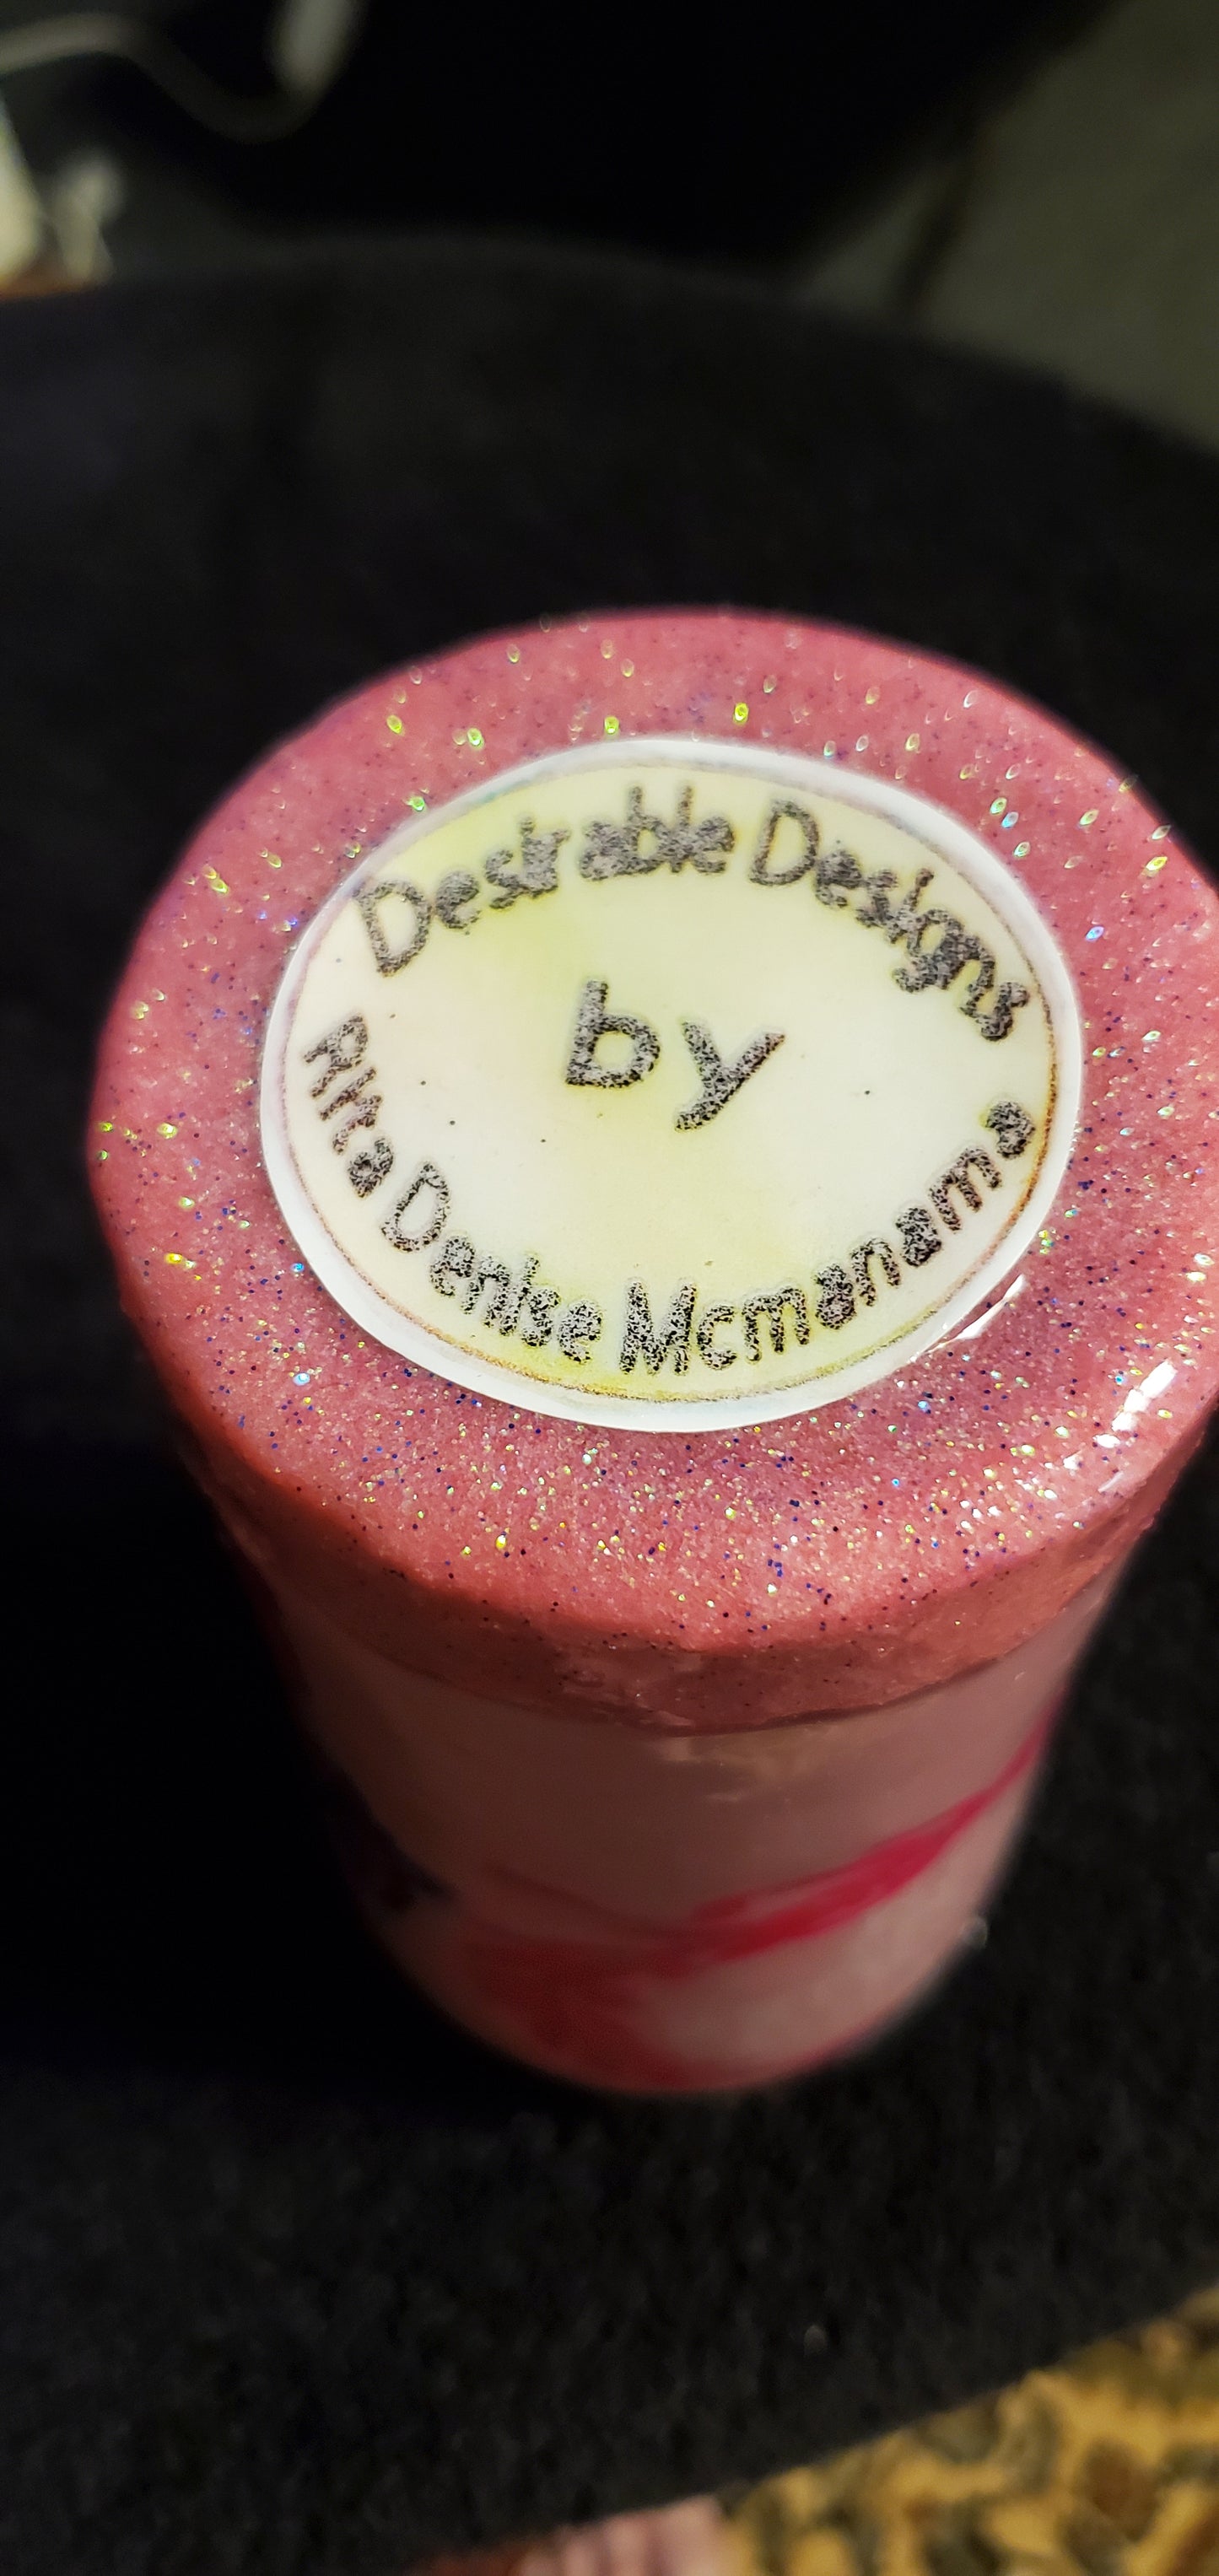 Desirable Designs
by
Rita Denise Mcmanama